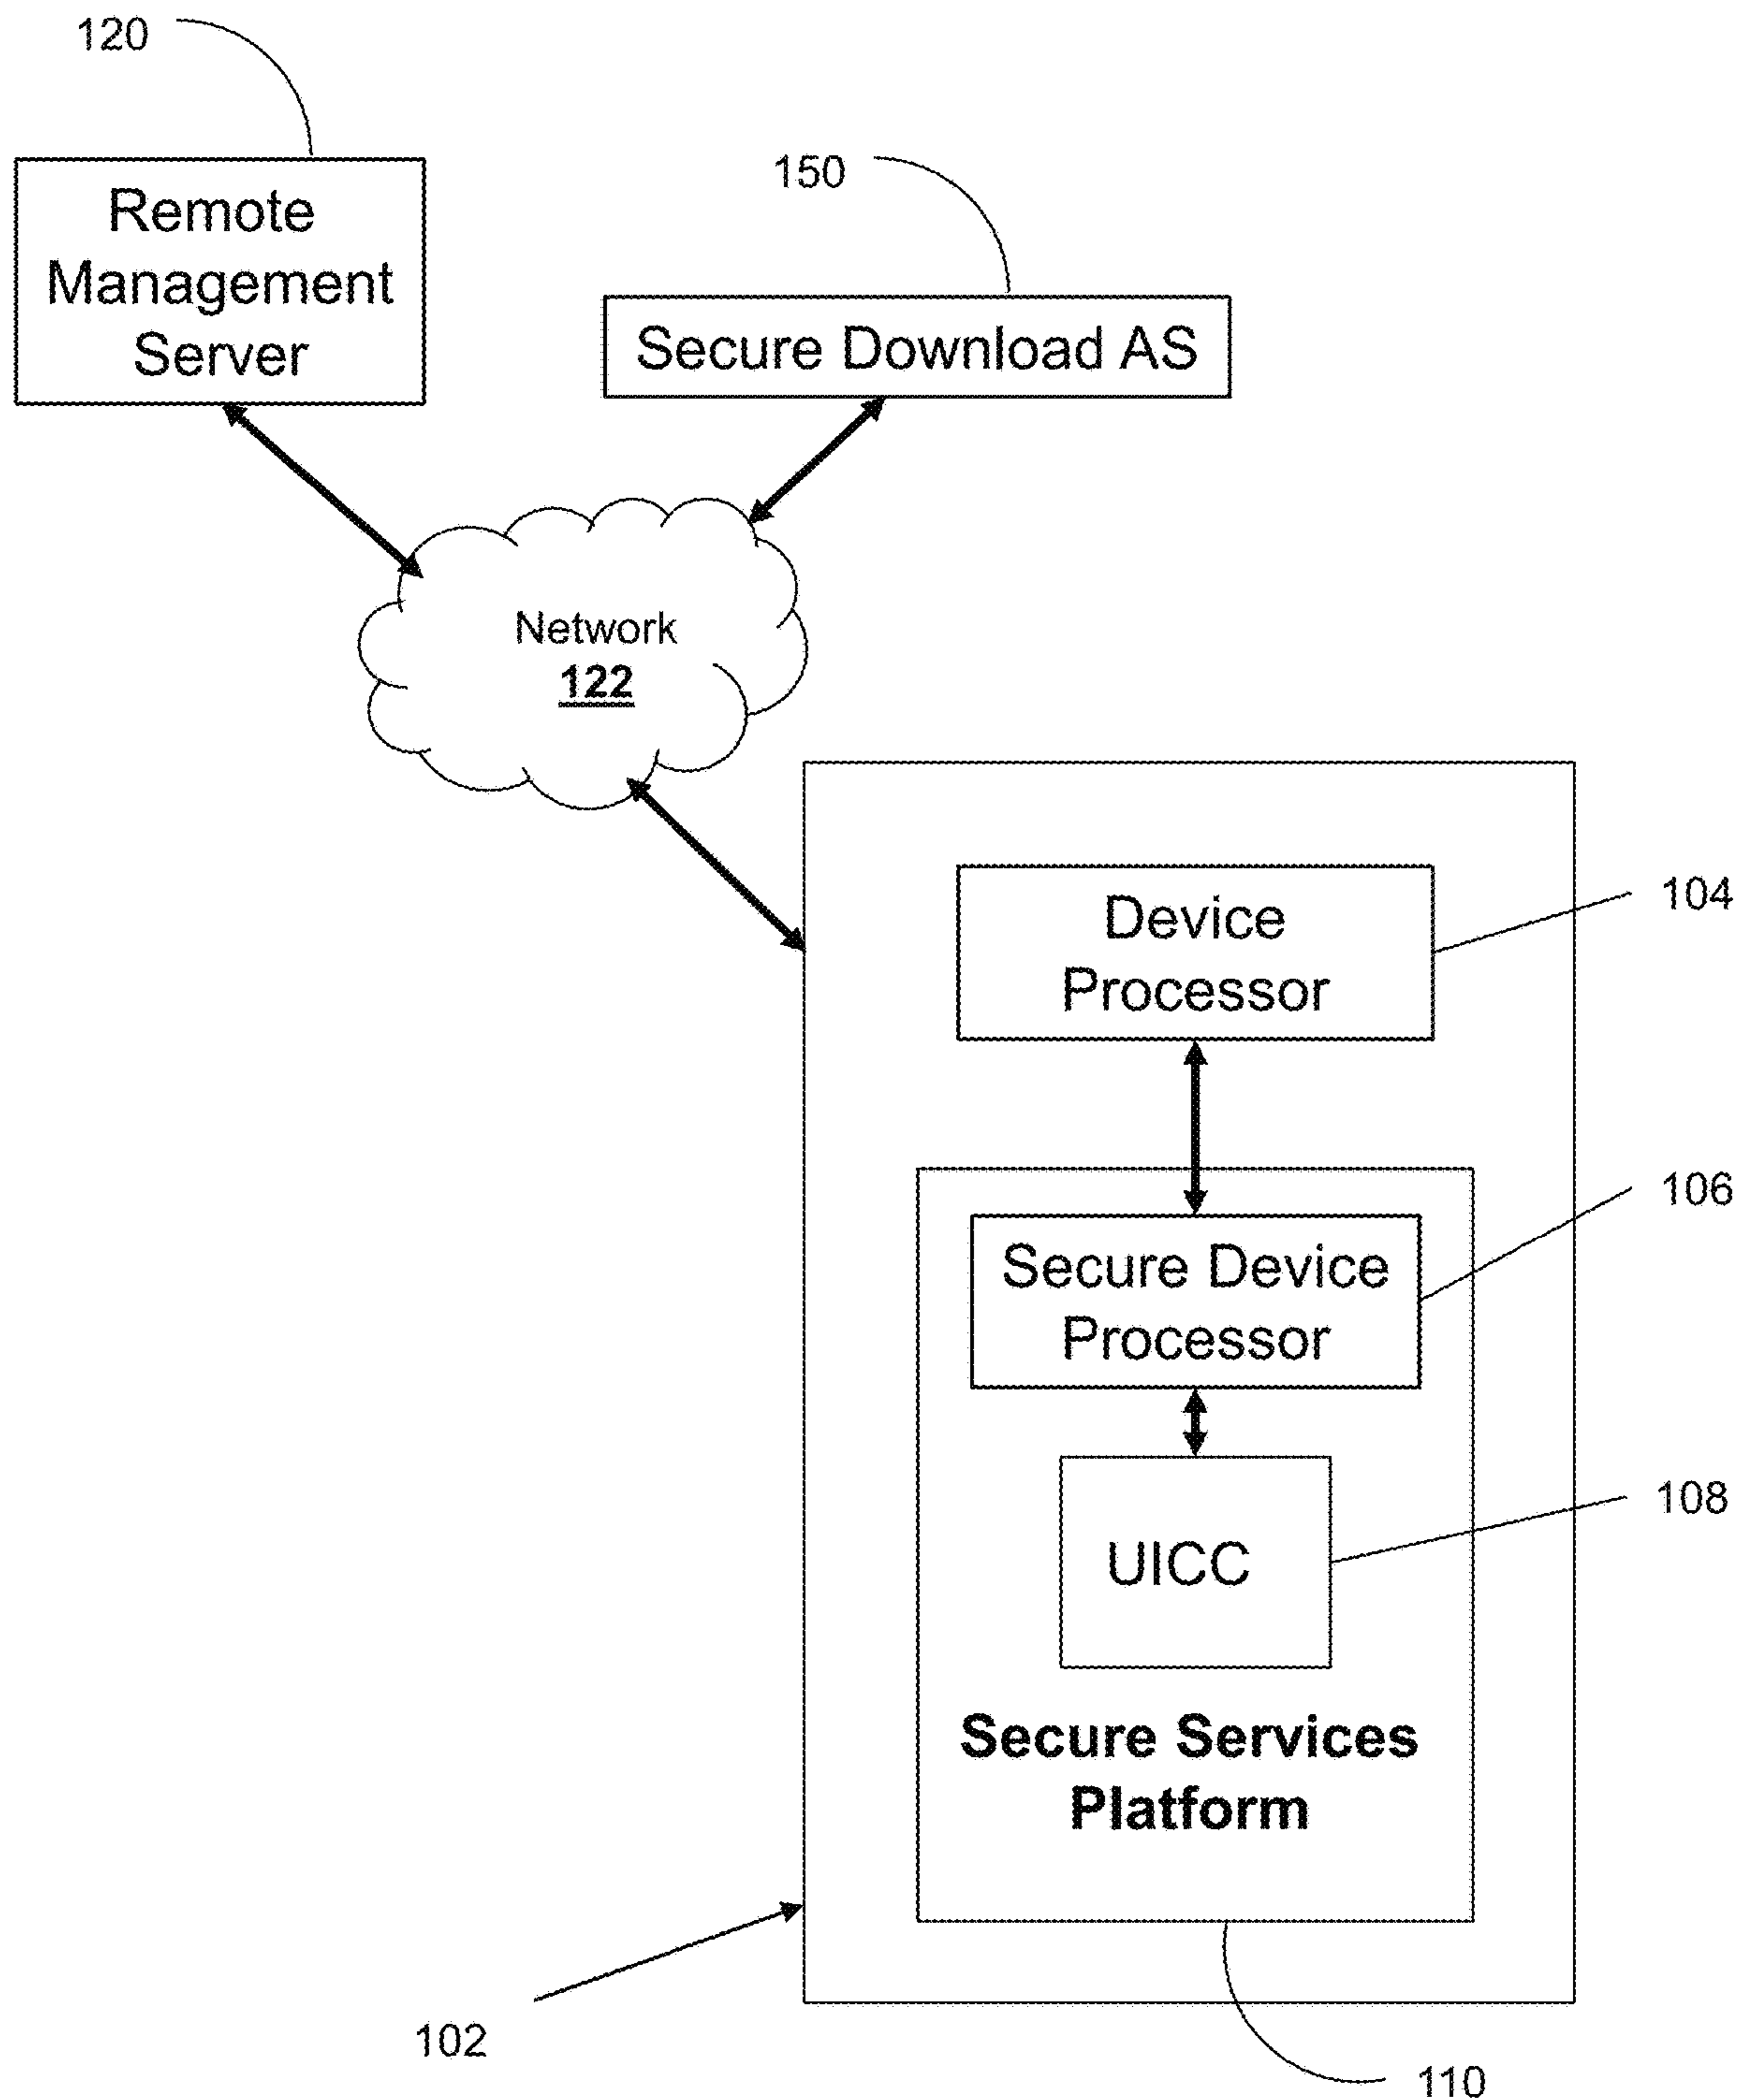 120
150
Remote
Management
Server
Secure Download AS
Network
122
Device
Processor
104
106
Secure Device
Processor
108
UICC
Secure Services
Platform
102
110